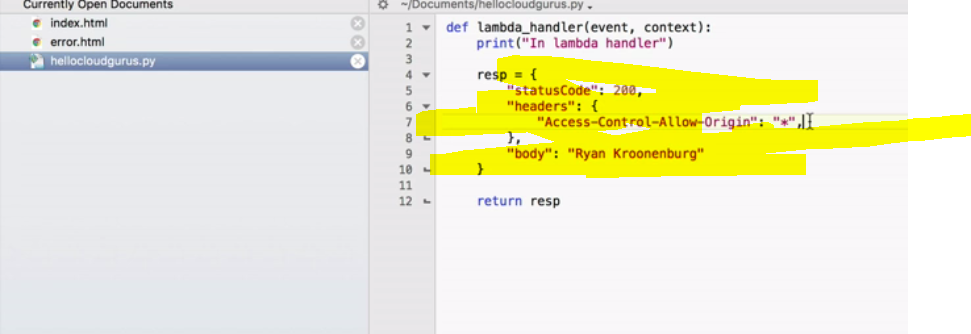 Currently Open Documents
index.html
error.html
hellocloudgurus.py
~/Documents/hellocloudgurus.py
1 def lambda_handler(event, context):
2     print("In lambda handler")
3
4     resp = {
5         "statusCode": 200,
6         "headers": {
7             "Access-Control-Allow-Origin": "*",
8         },
9         "body": "Ryan Kroonenburg"
10     }
11
12     return resp